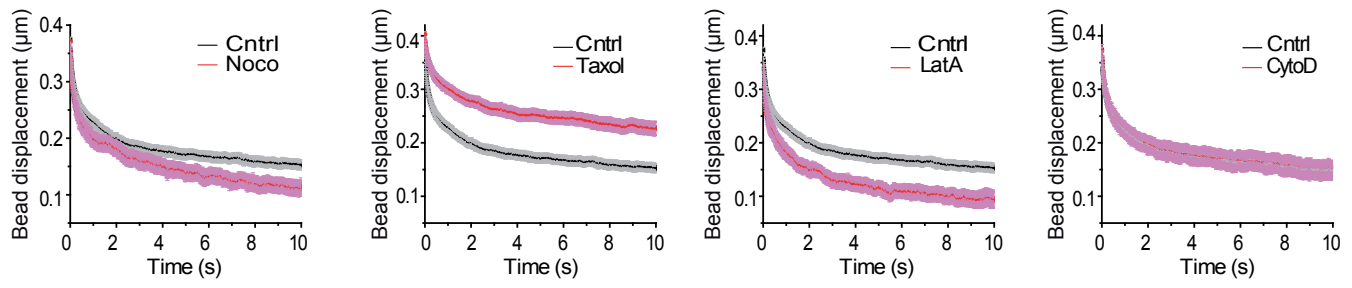 Bead displacement (µm)
0.4
0.3
0.2
0.1
Cntrl
Noco
0 2 4 6 8 10
Time (s)
Bead displacement (µm)
0.4
0.3
0.2
0.1
Cntrl
Taxol
0 2 4 6 8 10
Time (s)
Bead displacement (µm)
0.4
0.3
0.2
0.1
Cntrl
LatA
0 2 4 6 8 10
Time (s)
Bead displacement (µm)
0.4
0.3
0.2
0.1
Cntrl
CytoD
0 2 4 6 8 10
Time (s)